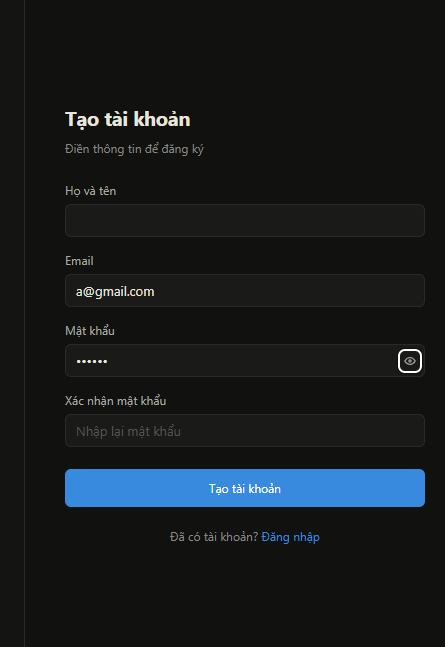 Tạo tài khoản
Điền thông tin để đăng ký
Họ và tên
Email
a@gmail.com
Mật khẩu
••••••
Xác nhận mật khẩu
Nhập lại mật khẩu
Tạo tài khoản
Đã có tài khoản? Đăng nhập